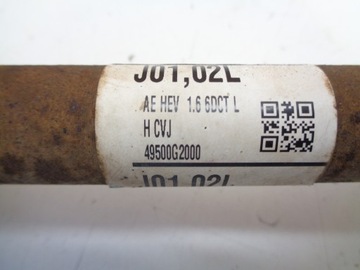 J01,02L
AE HEV 1.6 6DCT L
H CVJ
49500G2000
J01,02L